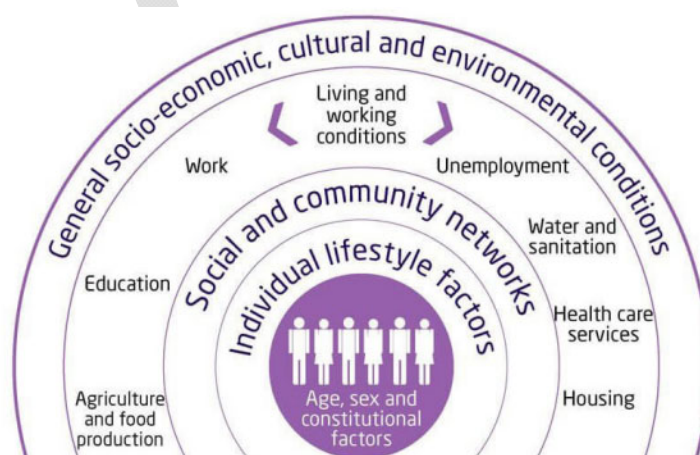 General socio-economic, cultural and environmental conditions
Living and
working
conditions
Work
Unemployment
Social and community networks
Water and
sanitation
Individual lifestyle factors
Education
Health care
services
Agriculture
and food
production
Age, sex and
constitutional
factors
Housing